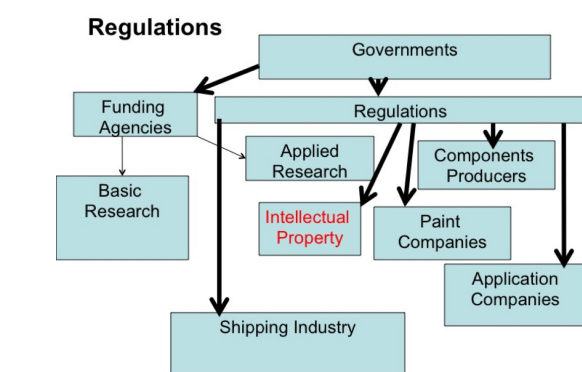 Regulations
Governments
Funding
Agencies
Regulations
Applied
Research
Components
Producers
Basic
Research
Intellectual
Property
Paint
Companies
Application
Companies
Shipping Industry